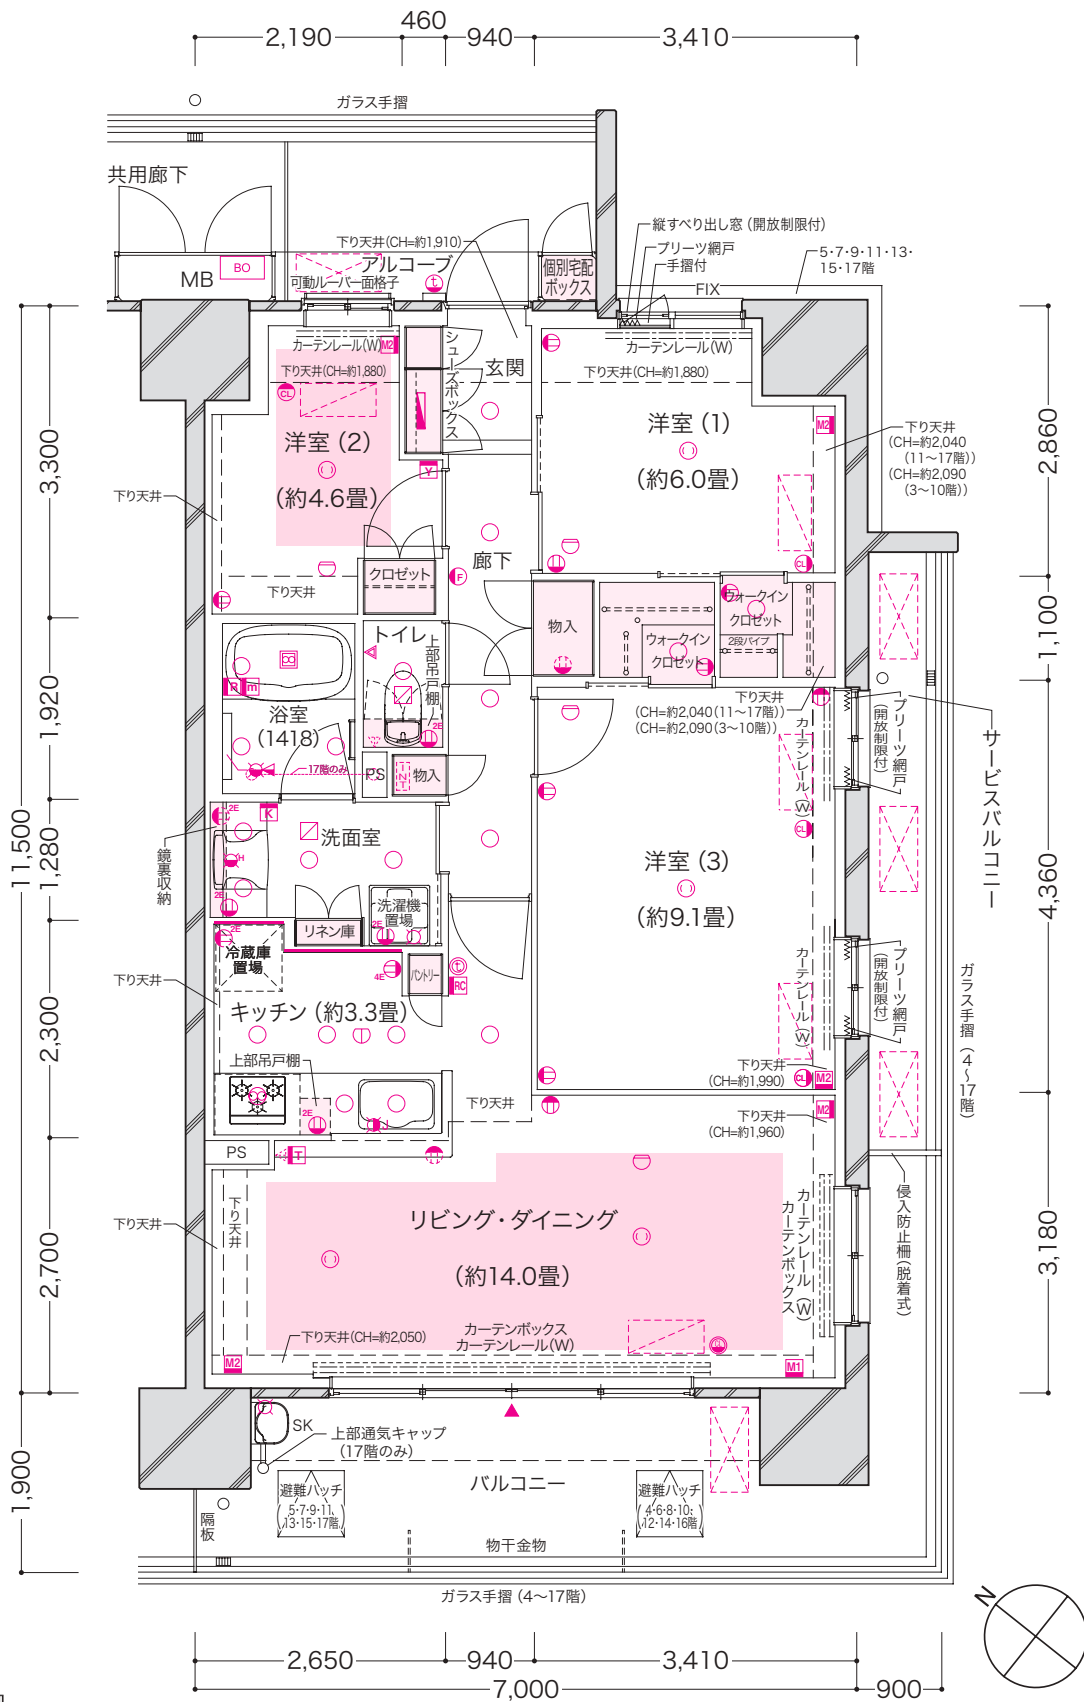 460
2,190
940
3,410
ガラス手摺
共用廊下
MB
BO
下り天井(CH=約1,910)
アルコーブ
可動ルーバー面格子
t
個別宅配
ボックス
縦すべり出し窓 (開放制限付)
プリーツ網戸
手摺付
FIX
5・7・9・11・13・
15・17階
カーテンレール(W)
M2
下り天井(CH=約1,880)
CL
洋室 (2)
(約4.6畳)
シューズボックス
玄関
カーテンレール(W)
下り天井(CH=約1,880)
洋室 (1)
(約6.0畳)
M2
下り天井
(CH=約2,040
(11〜17階))
(CH=約2,090
(3〜10階))
3,300
2,860
下り天井
Y
下り天井
クロゼット
廊下
F
CL
物入
ウォークイン
クロゼット
ウォークイン
クロゼット
2段パイプ
1,100
トイレ
上部吊戸棚
2E
R
m
浴室
(1418)
1,920
17階のみ
PS
物入
下り天井
(CH=約2,040(11〜17階))
(CH=約2,090(3〜10階))
カーテンレール(W)
プリーツ網戸
(開放制限付)
サービスバルコニー
CL
11,500
1,280
鏡裏収納
2E
K
H
2E
洗面室
洗濯機
置場
2E
リネン庫
洋室 (3)
(約9.1畳)
4,360
2E
冷蔵庫
置場
下り天井
4E
パントリー
t
RC
キッチン (約3.3畳)
カーテンレール(W)
プリーツ網戸
(開放制限付)
ガラス手摺 (4〜17階)
2,300
上部吊戸棚
2E
下り天井
下り天井
(CH=約1,990)
CL
M2
下り天井
(CH=約1,960)
M2
PS
T
下り天井
下り天井
リビング・ダイニング
(約14.0畳)
カーテンレール(W)
カーテンボックス
侵入防止柵(脱着式)
2,700
3,180
カーテンボックス
カーテンレール(W)
下り天井(CH=約2,050)
M2
M1
SK
上部通気キャップ
(17階のみ)
バルコニー
1,900
隔板
避難ハッチ
(5・7・9・11
13・15・17階)
避難ハッチ
(4・6・8・10・
12・14・16階)
物干金物
ガラス手摺 (4〜17階)
N
2,650
940
3,410
7,000
900